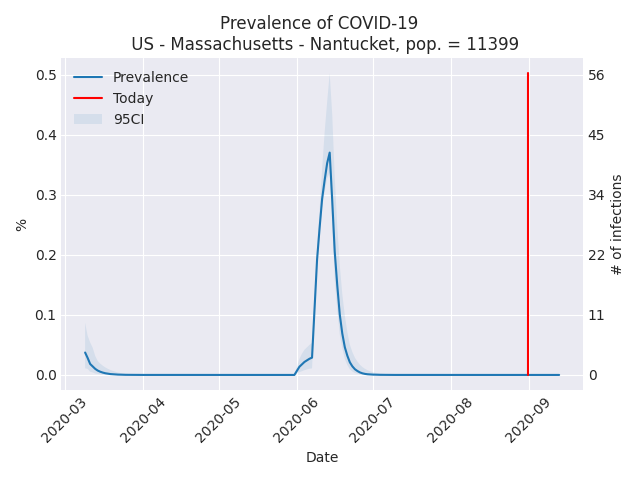 Prevalence of COVID-19
US - Massachusetts - Nantucket, pop. = 11399
Prevalence
Today
95CI
0.5
0.4
0.3
0.2
0.1
0.0
%
56
45
34
22
11
0
# of infections
2020-03
2020-04
2020-05
2020-06
2020-07
2020-08
2020-09
Date